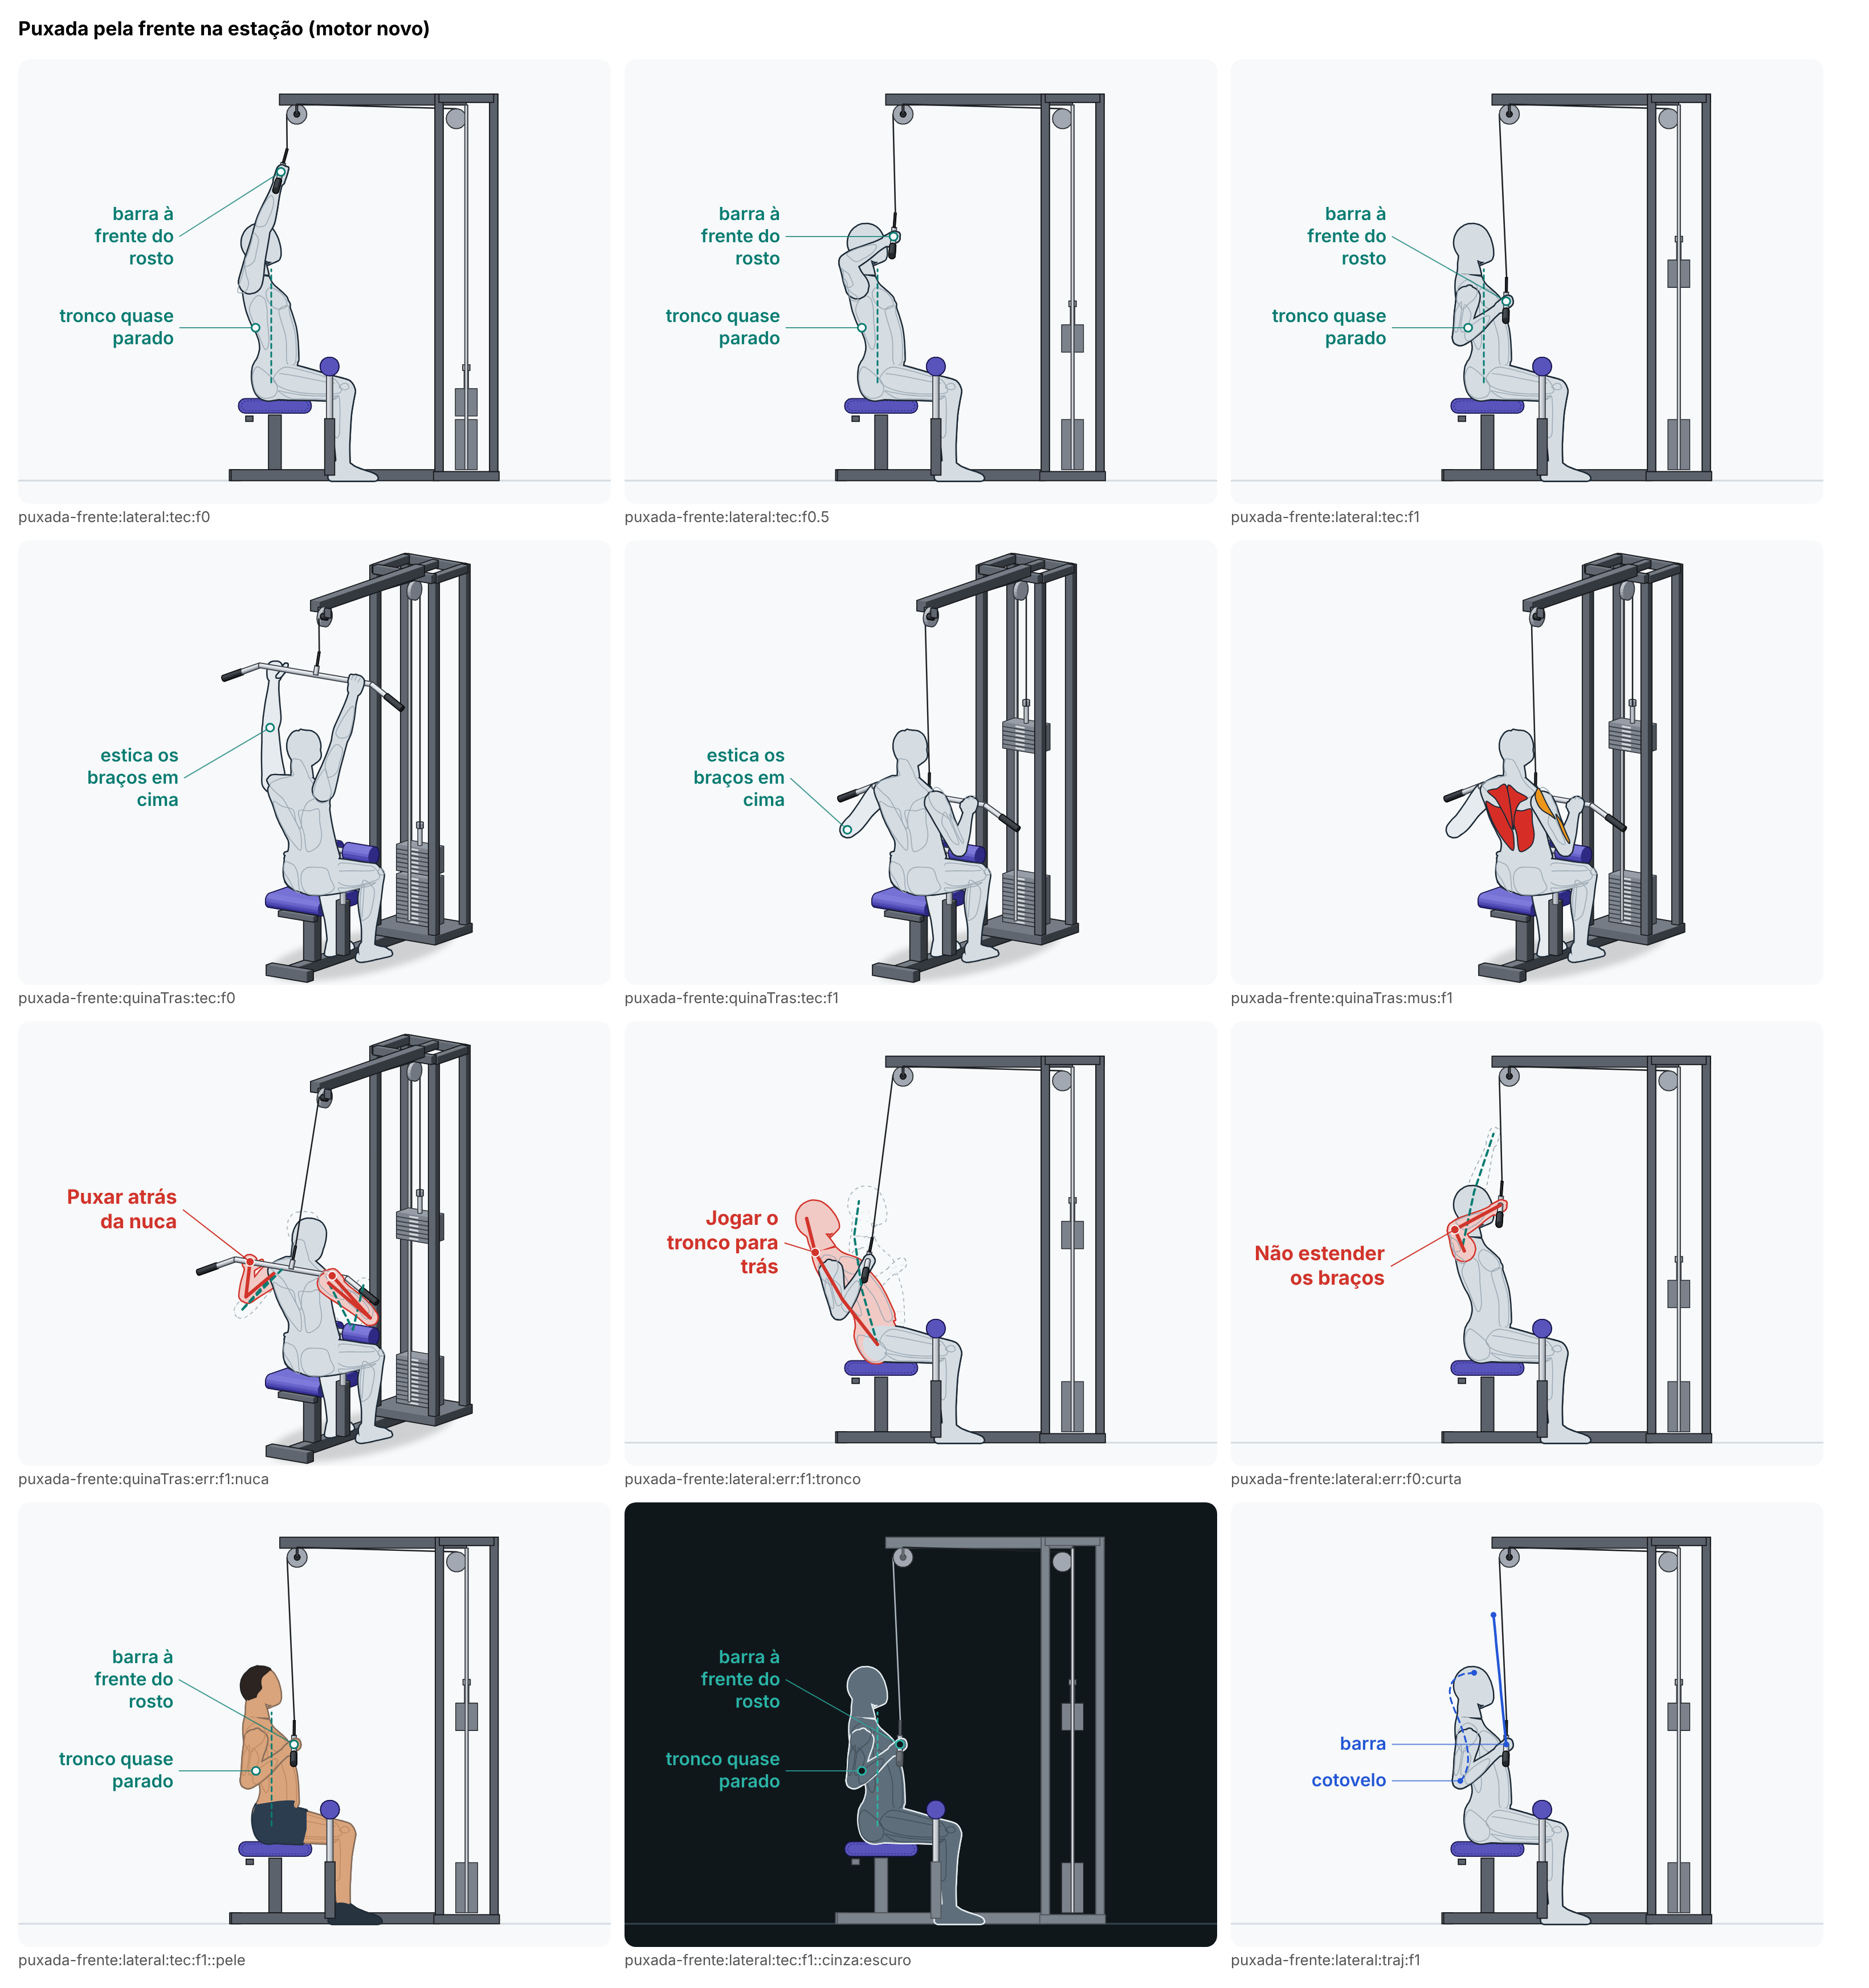 Puxada pela frente na estação (motor novo)
barra à
frente do
rosto
tronco quase
parado
puxada-frente:lateral:tec:f0
barra à
frente do
rosto
tronco quase
parado
puxada-frente:lateral:tec:f0.5
barra à
frente do
rosto
tronco quase
parado
puxada-frente:lateral:tec:f1
estica os
braços em
cima
puxada-frente:quinaTras:tec:f0
estica os
braços em
cima
puxada-frente:quinaTras:tec:f1
puxada-frente:quinaTras:mus:f1
Puxar atrás
da nuca
puxada-frente:quinaTras:err:f1:nuca
Jogar o
tronco para
trás
puxada-frente:lateral:err:f1:tronco
Não estender
os braços
puxada-frente:lateral:err:f0:curta
barra à
frente do
rosto
tronco quase
parado
puxada-frente:lateral:tec:f1::pele
barra à
frente do
rosto
tronco quase
parado
puxada-frente:lateral:tec:f1::cinza:escuro
barra
cotovelo
puxada-frente:lateral:traj:f1